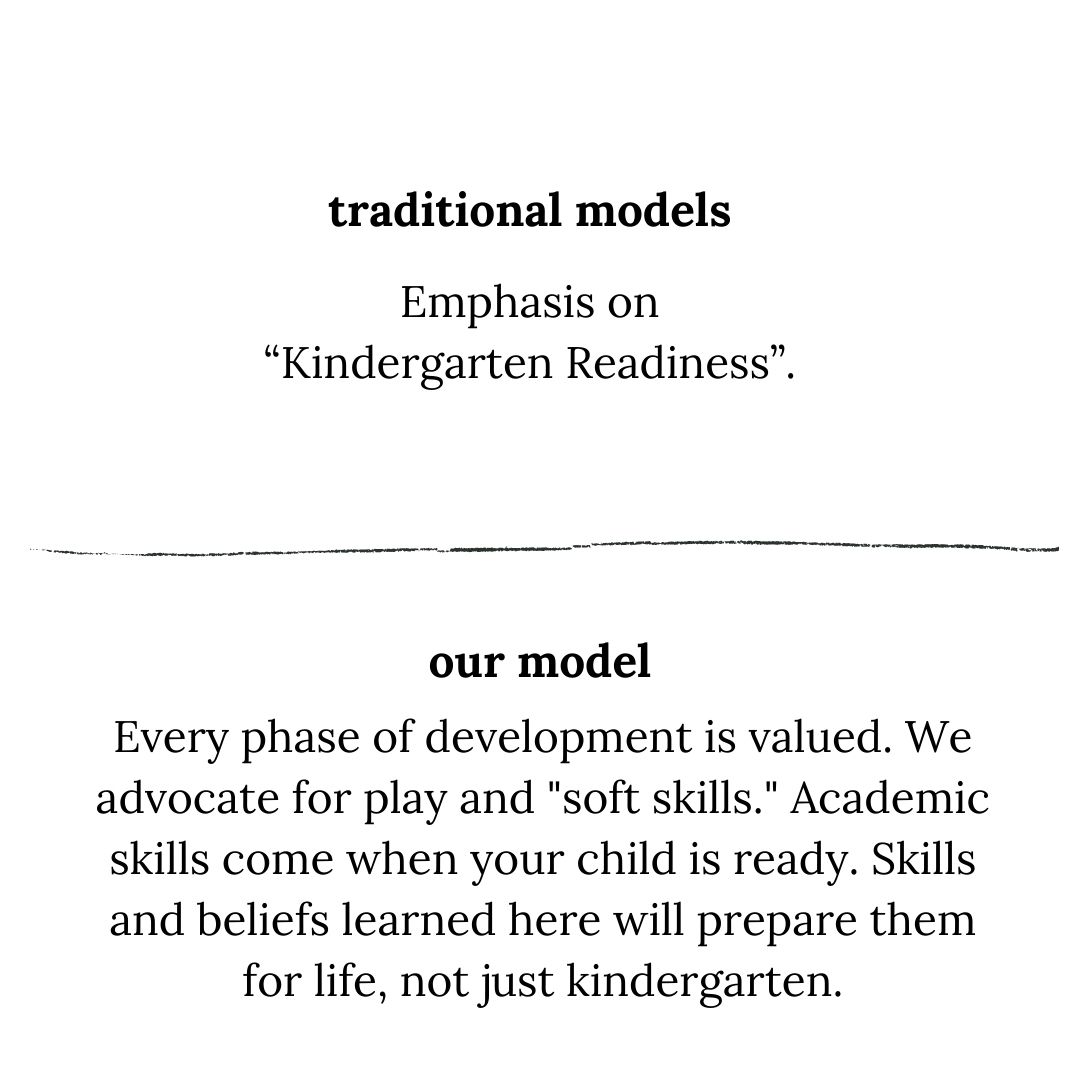 traditional models
Emphasis on
“Kindergarten Readiness”.
our model
Every phase of development is valued. We
advocate for play and "soft skills." Academic
skills come when your child is ready. Skills
and beliefs learned here will prepare them
for life, not just kindergarten.